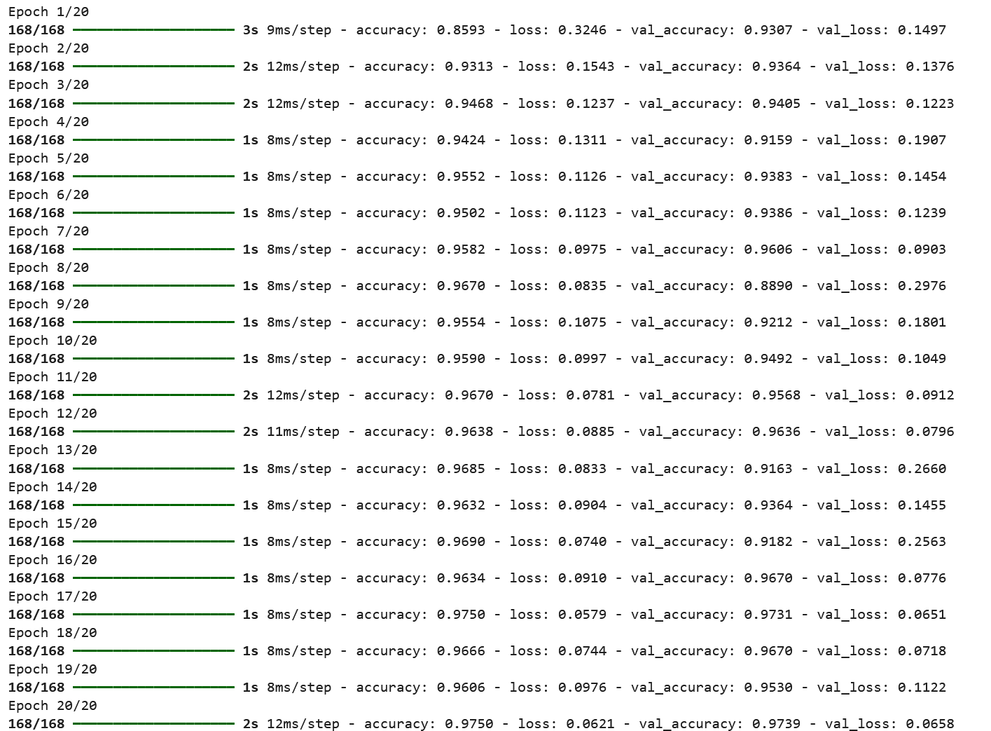 Epoch 1/20
168/168 ━━━━━━━━━━━━━━━━━━━━ 3s 9ms/step - accuracy: 0.8593 - loss: 0.3246 - val_accuracy: 0.9307 - val_loss: 0.1497
Epoch 2/20
168/168 ━━━━━━━━━━━━━━━━━━━━ 2s 12ms/step - accuracy: 0.9313 - loss: 0.1543 - val_accuracy: 0.9364 - val_loss: 0.1376
Epoch 3/20
168/168 ━━━━━━━━━━━━━━━━━━━━ 2s 12ms/step - accuracy: 0.9468 - loss: 0.1237 - val_accuracy: 0.9405 - val_loss: 0.1223
Epoch 4/20
168/168 ━━━━━━━━━━━━━━━━━━━━ 1s 8ms/step - accuracy: 0.9424 - loss: 0.1311 - val_accuracy: 0.9159 - val_loss: 0.1907
Epoch 5/20
168/168 ━━━━━━━━━━━━━━━━━━━━ 1s 8ms/step - accuracy: 0.9552 - loss: 0.1126 - val_accuracy: 0.9383 - val_loss: 0.1454
Epoch 6/20
168/168 ━━━━━━━━━━━━━━━━━━━━ 1s 8ms/step - accuracy: 0.9502 - loss: 0.1123 - val_accuracy: 0.9386 - val_loss: 0.1239
Epoch 7/20
168/168 ━━━━━━━━━━━━━━━━━━━━ 1s 8ms/step - accuracy: 0.9582 - loss: 0.0975 - val_accuracy: 0.9606 - val_loss: 0.0903
Epoch 8/20
168/168 ━━━━━━━━━━━━━━━━━━━━ 1s 8ms/step - accuracy: 0.9670 - loss: 0.0835 - val_accuracy: 0.8890 - val_loss: 0.2976
Epoch 9/20
168/168 ━━━━━━━━━━━━━━━━━━━━ 1s 8ms/step - accuracy: 0.9554 - loss: 0.1075 - val_accuracy: 0.9212 - val_loss: 0.1801
Epoch 10/20
168/168 ━━━━━━━━━━━━━━━━━━━━ 1s 8ms/step - accuracy: 0.9590 - loss: 0.0997 - val_accuracy: 0.9492 - val_loss: 0.1049
Epoch 11/20
168/168 ━━━━━━━━━━━━━━━━━━━━ 2s 12ms/step - accuracy: 0.9670 - loss: 0.0781 - val_accuracy: 0.9568 - val_loss: 0.0912
Epoch 12/20
168/168 ━━━━━━━━━━━━━━━━━━━━ 2s 11ms/step - accuracy: 0.9638 - loss: 0.0885 - val_accuracy: 0.9636 - val_loss: 0.0796
Epoch 13/20
168/168 ━━━━━━━━━━━━━━━━━━━━ 1s 8ms/step - accuracy: 0.9685 - loss: 0.0833 - val_accuracy: 0.9163 - val_loss: 0.2660
Epoch 14/20
168/168 ━━━━━━━━━━━━━━━━━━━━ 1s 8ms/step - accuracy: 0.9632 - loss: 0.0904 - val_accuracy: 0.9364 - val_loss: 0.1455
Epoch 15/20
168/168 ━━━━━━━━━━━━━━━━━━━━ 1s 8ms/step - accuracy: 0.9690 - loss: 0.0740 - val_accuracy: 0.9182 - val_loss: 0.2563
Epoch 16/20
168/168 ━━━━━━━━━━━━━━━━━━━━ 1s 8ms/step - accuracy: 0.9634 - loss: 0.0910 - val_accuracy: 0.9670 - val_loss: 0.0776
Epoch 17/20
168/168 ━━━━━━━━━━━━━━━━━━━━ 1s 8ms/step - accuracy: 0.9750 - loss: 0.0579 - val_accuracy: 0.9731 - val_loss: 0.0651
Epoch 18/20
168/168 ━━━━━━━━━━━━━━━━━━━━ 1s 8ms/step - accuracy: 0.9666 - loss: 0.0744 - val_accuracy: 0.9670 - val_loss: 0.0718
Epoch 19/20
168/168 ━━━━━━━━━━━━━━━━━━━━ 1s 8ms/step - accuracy: 0.9606 - loss: 0.0976 - val_accuracy: 0.9530 - val_loss: 0.1122
Epoch 20/20
168/168 ━━━━━━━━━━━━━━━━━━━━ 2s 12ms/step - accuracy: 0.9750 - loss: 0.0621 - val_accuracy: 0.9739 - val_loss: 0.0658